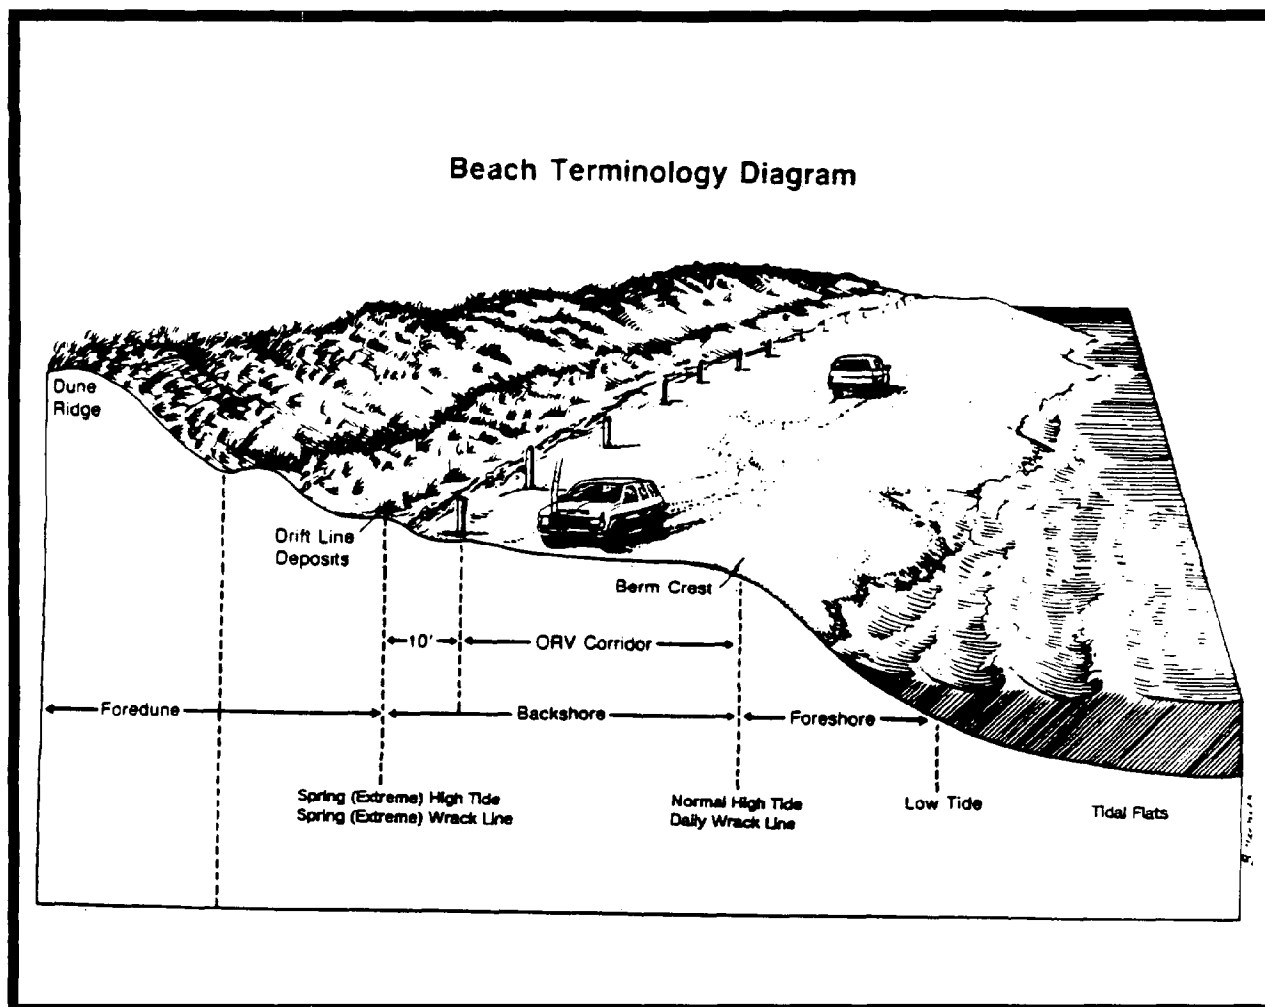 Beach Terminology Diagram
Dune
Ridge
Drift Line
Deposits
Berm Crest
10'
ORV Corridor
Foredune
Backshore
Foreshore
Spring (Extreme) High Tide
Spring (Extreme) Wrack Line
Normal High Tide
Daily Wrack Line
Low Tide
Tidal Flats